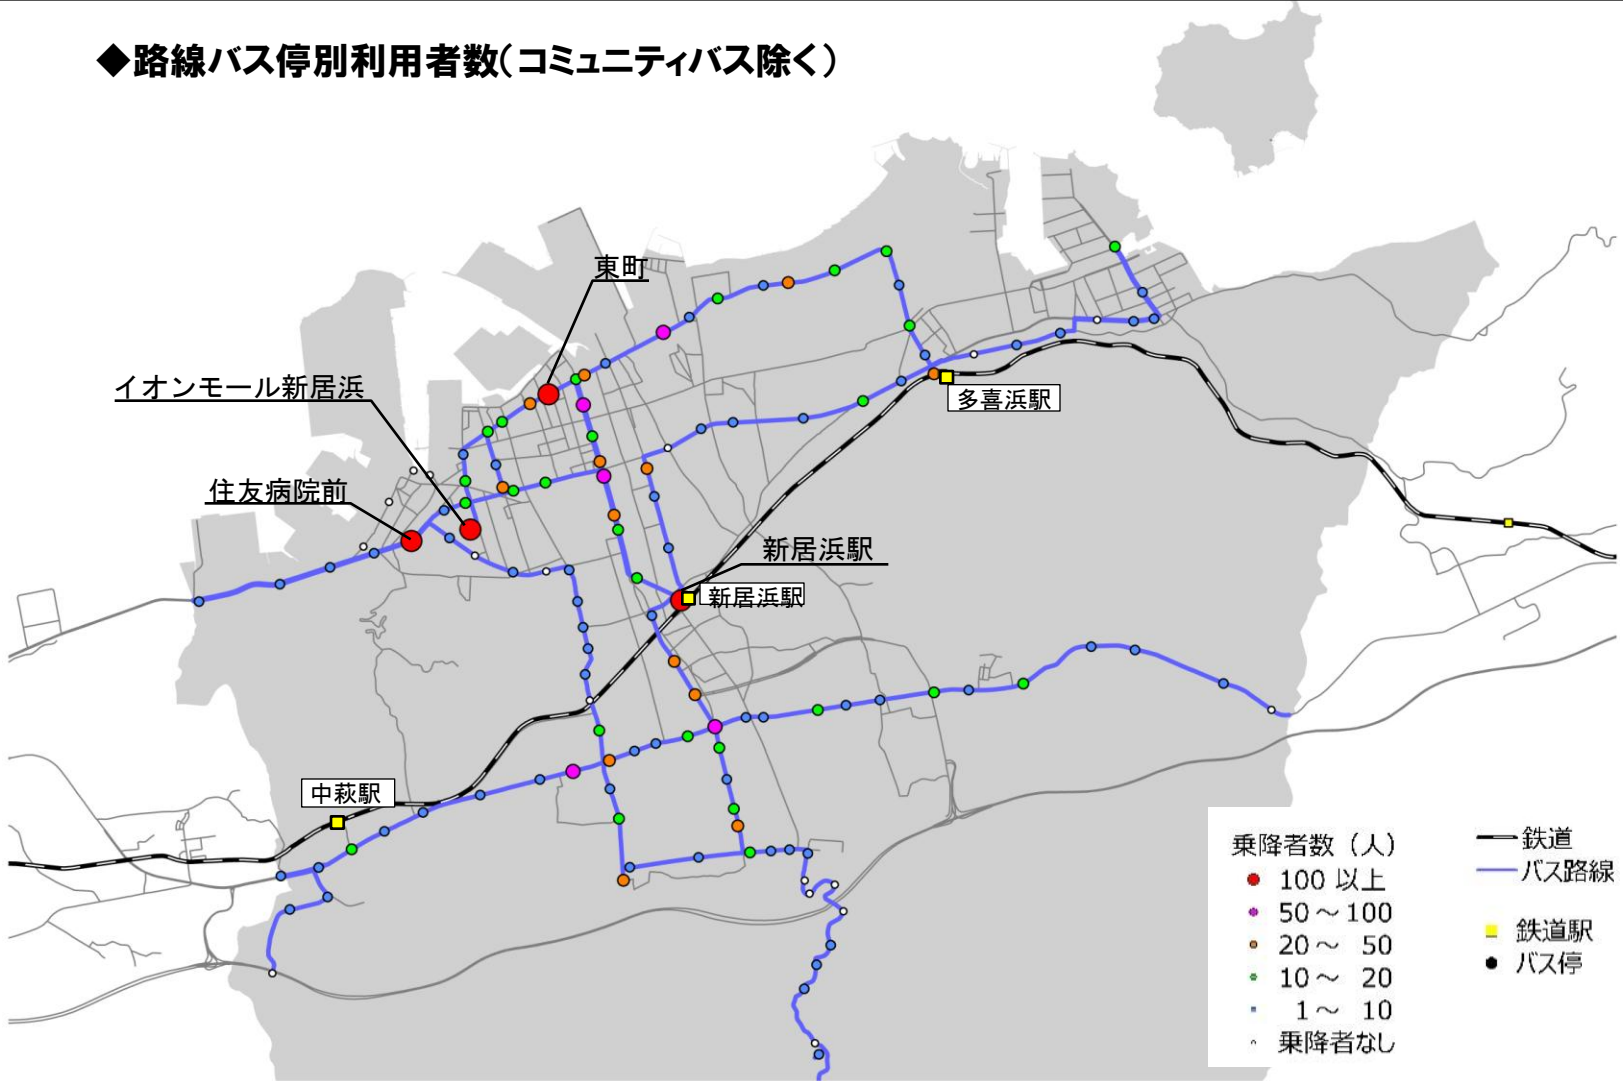 ◆路線バス停別利用者数（コミュニティバス除く）
東町
イオンモール新居浜
多喜浜駅
住友病院前
新居浜駅
新居浜駅
中萩駅
乗降者数（人）
100 以上
50～100
20～ 50
10～ 20
1～ 10
乗降者なし
鉄道
バス路線
鉄道駅
バス停